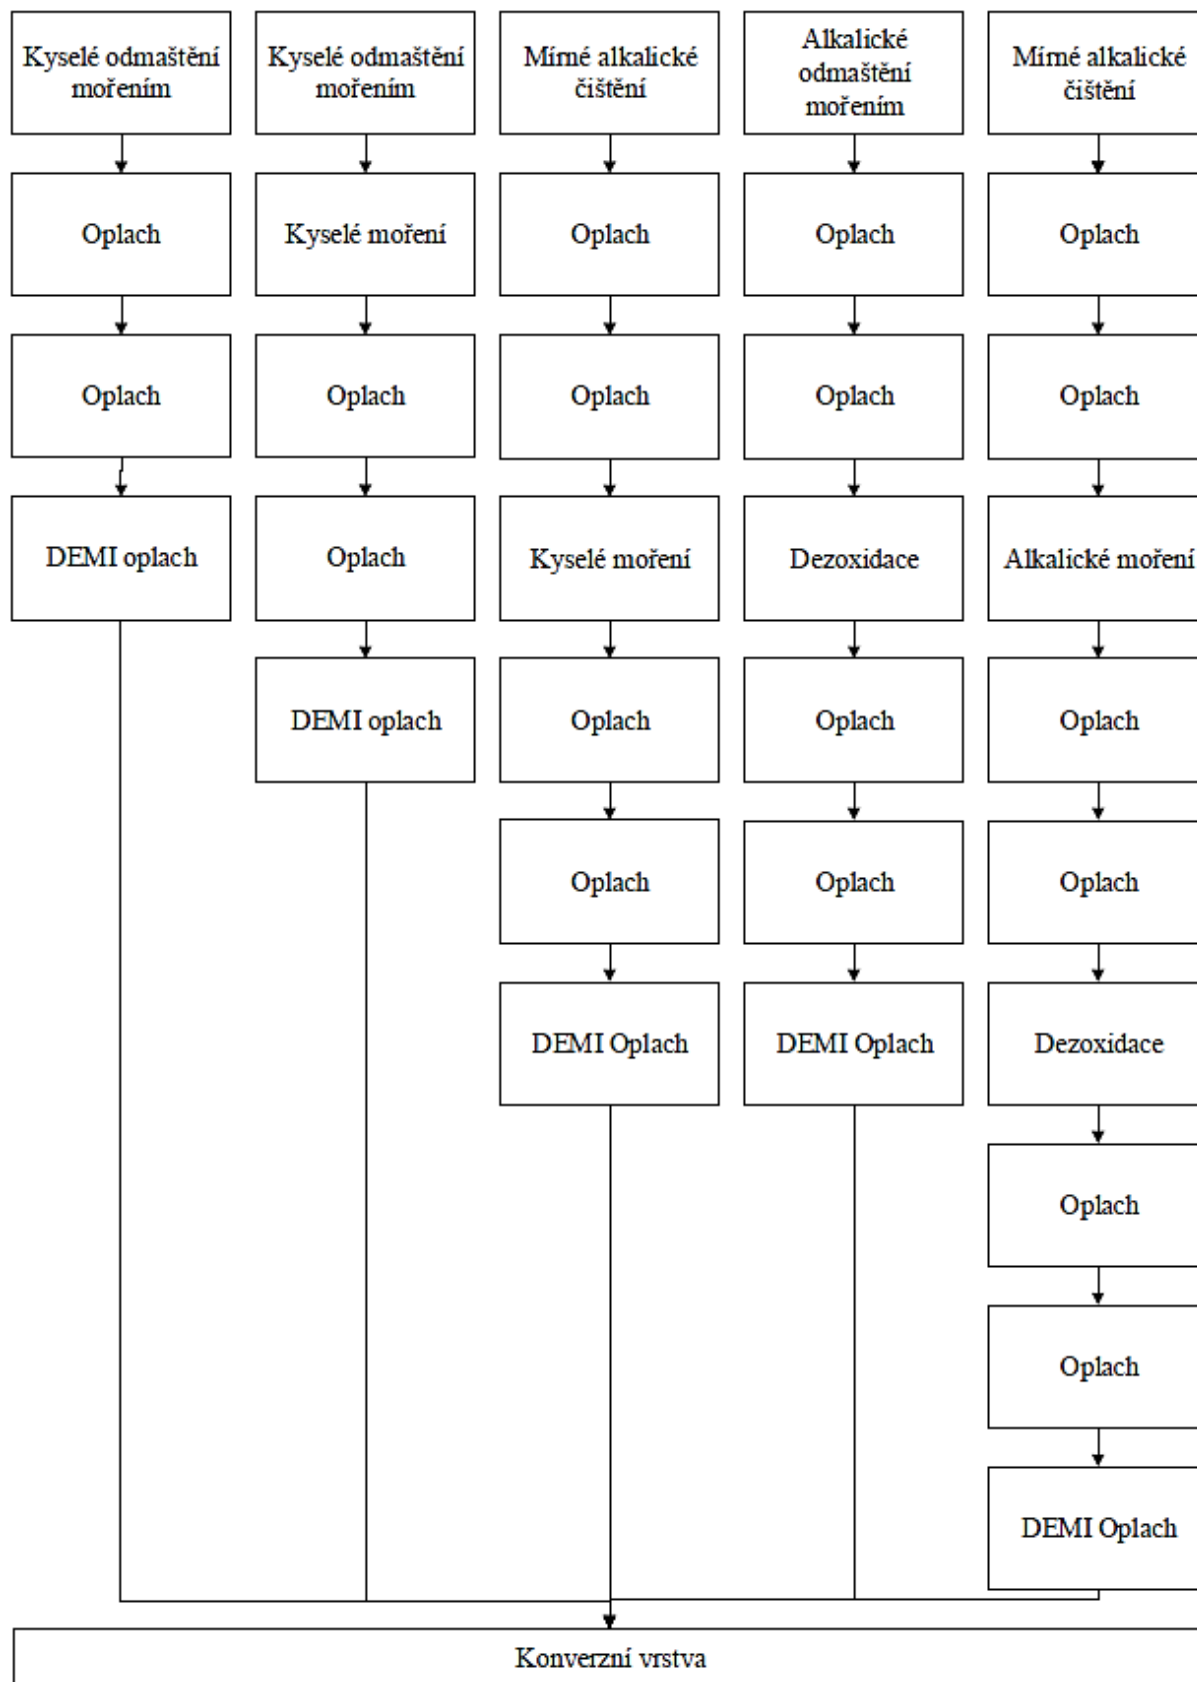 Kyselé odmaštění
mořením
Kyselé odmaštění
mořením
Mírné alkalické
čištění
Alkalické
odmaštění
mořením
Mírné alkalické
čištění
Oplach
Kyselé moření
Oplach
Oplach
Oplach
Oplach
Oplach
Oplach
Oplach
Oplach
DEMI oplach
Oplach
Kyselé moření
Dezoxidace
Alkalické moření
DEMI oplach
Oplach
Oplach
Oplach
Oplach
Oplach
Oplach
DEMI Oplach
DEMI Oplach
Dezoxidace
Oplach
Oplach
DEMI Oplach
Konverzní vrstva